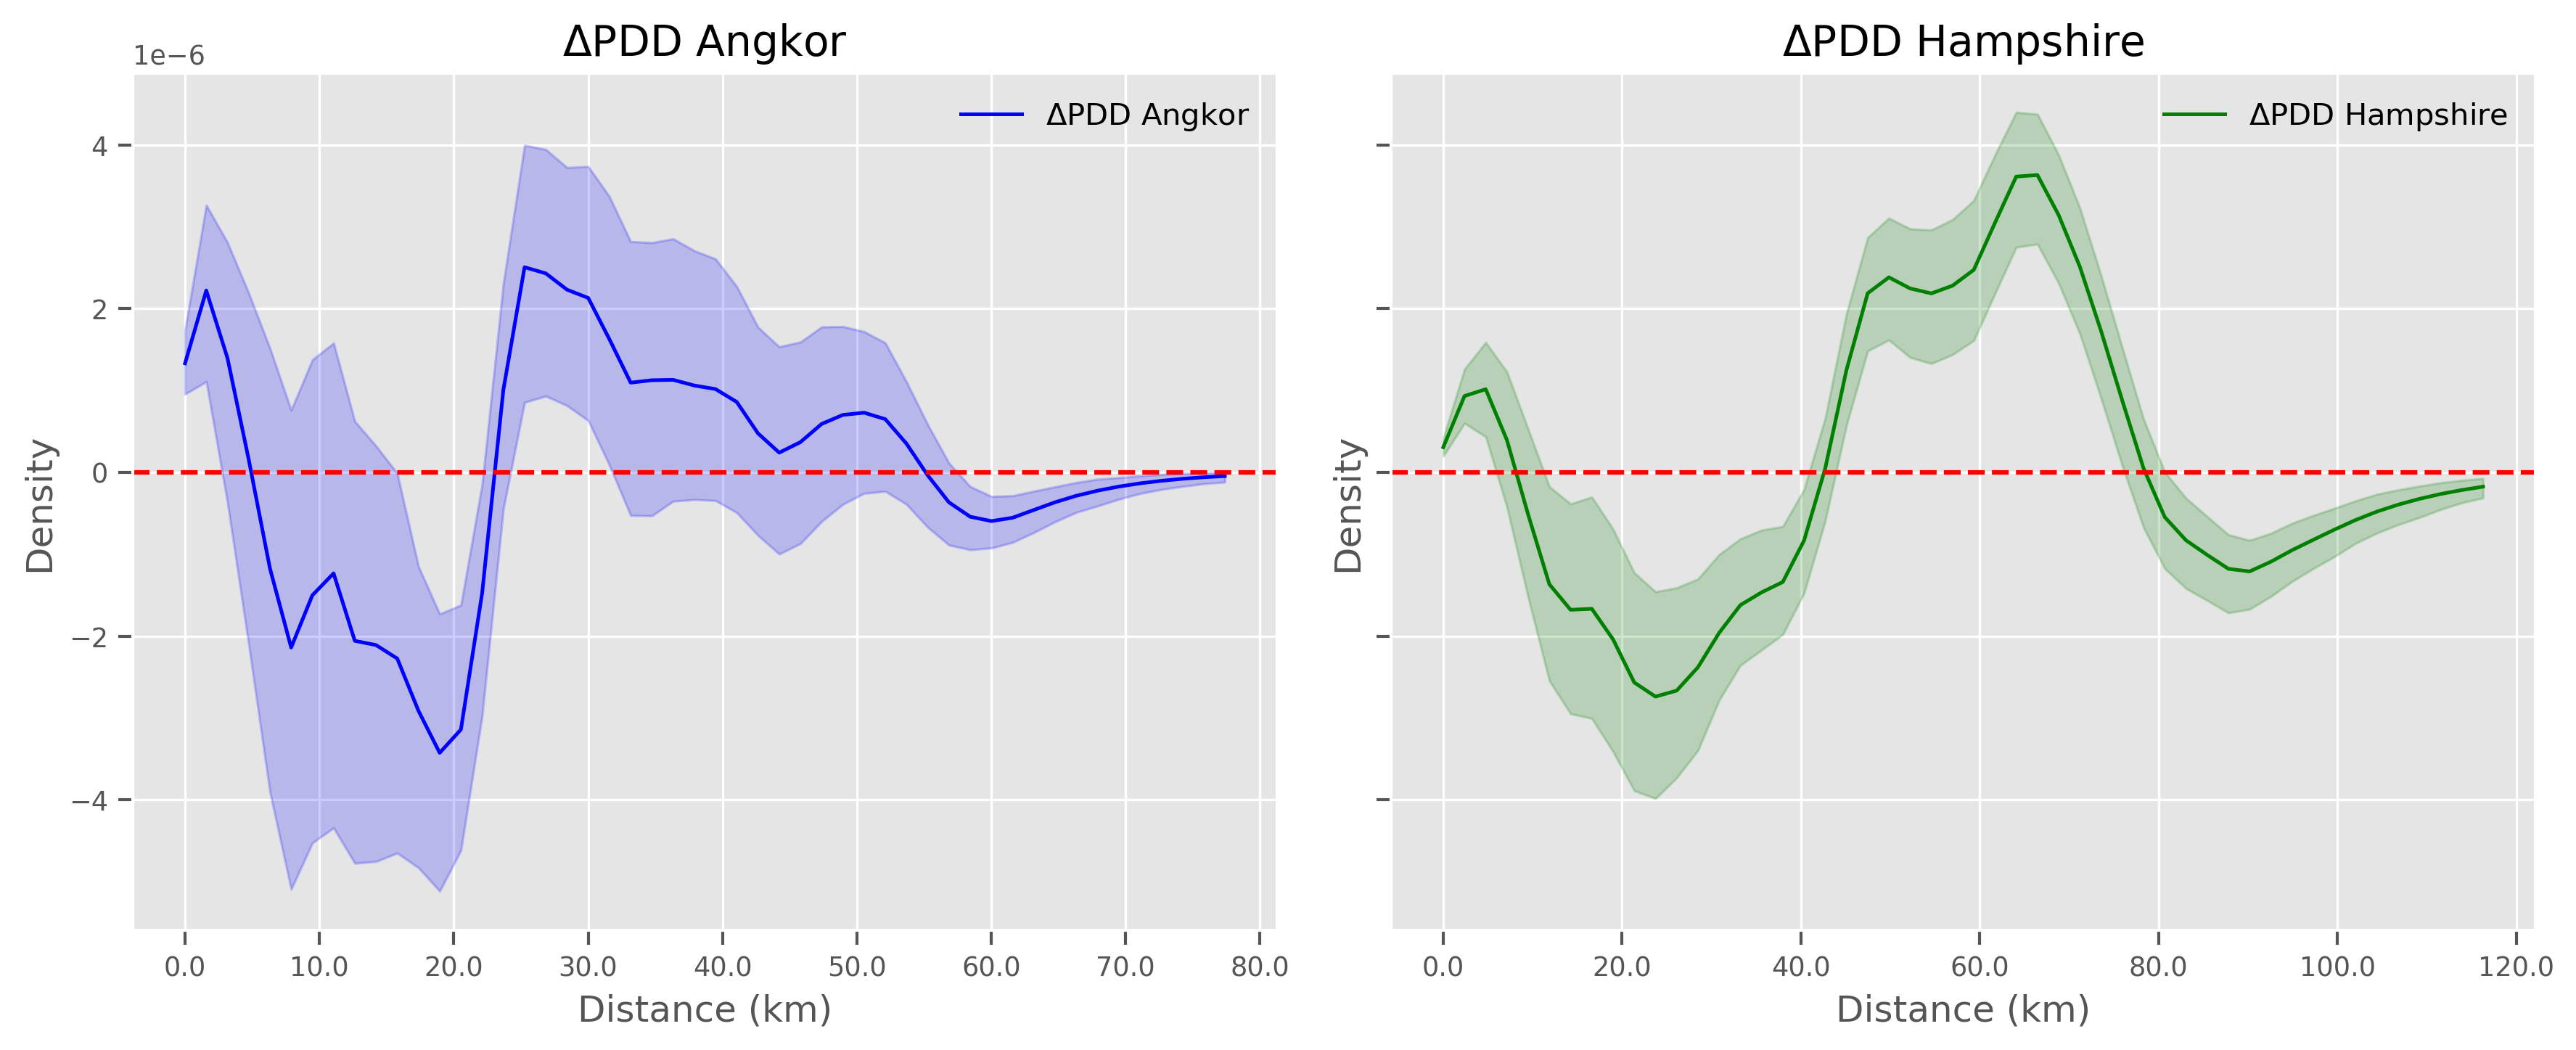 ΔPDD Angkor
1e−6
ΔPDD Angkor
4
2
0
−2
−4
Density
0.0 10.0 20.0 30.0 40.0 50.0 60.0 70.0 80.0
Distance (km)
ΔPDD Hampshire
ΔPDD Hampshire
Density
0.0 20.0 40.0 60.0 80.0 100.0 120.0
Distance (km)